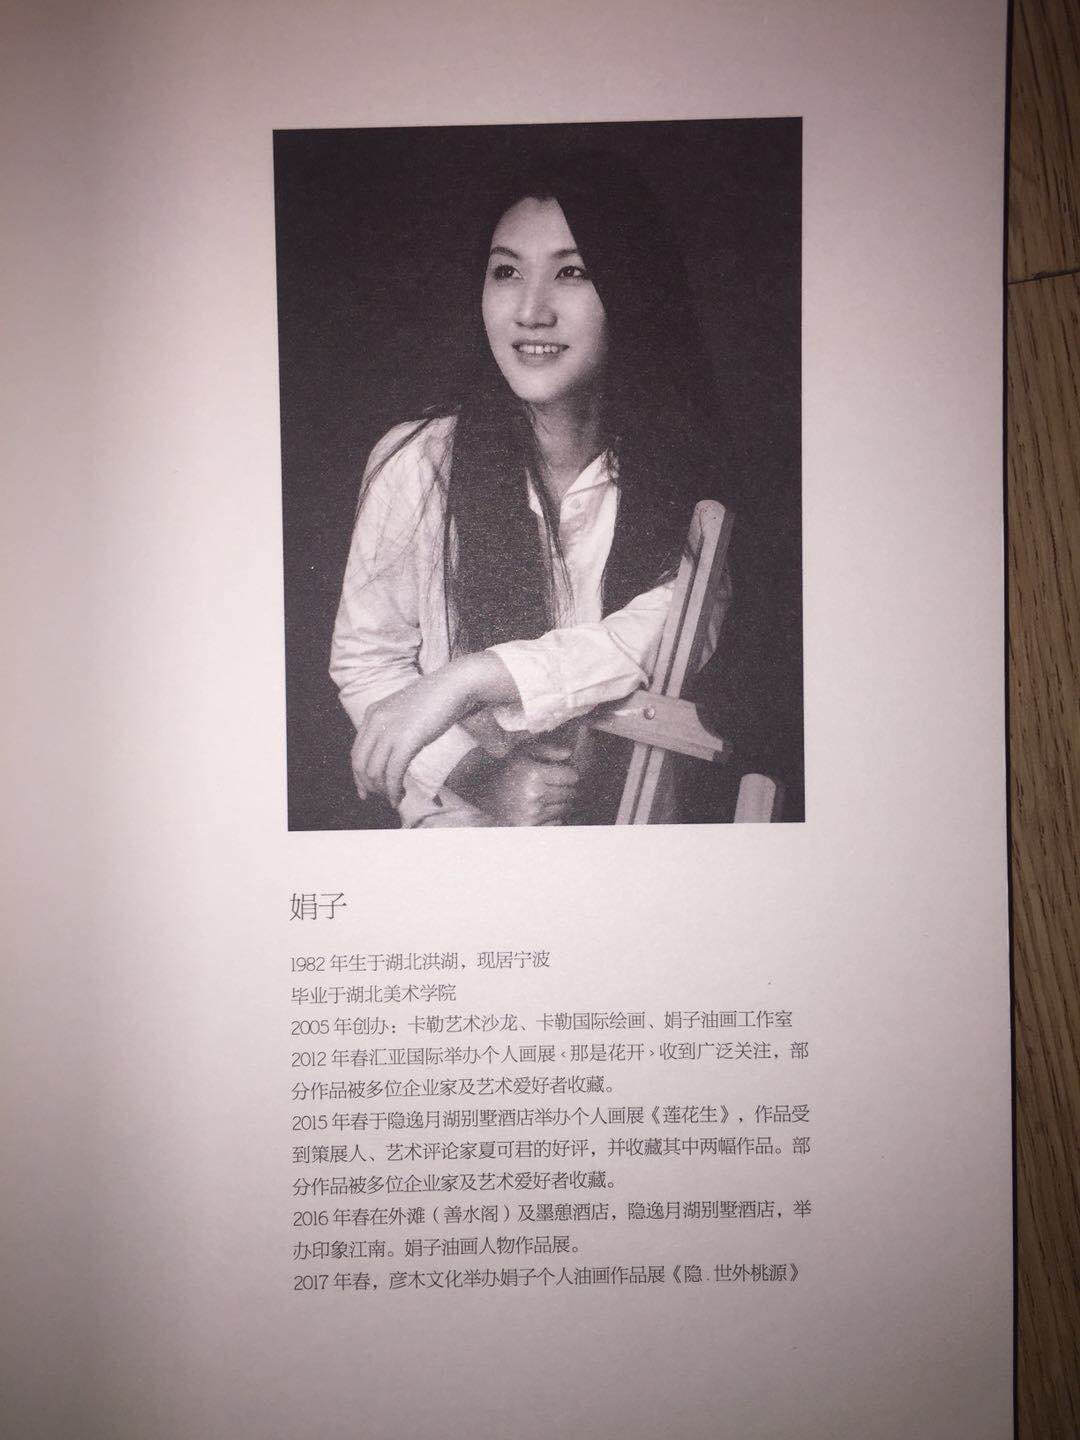 娟子
1982 年生于湖北洪湖，现居宁波
毕业于湖北美术学院
2005 年创办：卡勒艺术沙龙、卡勒国际绘画、娟子油画工作室
2012 年春汇亚国际举办个人画展 ‹ 那是花开 › 收到广泛关注，部
分作品被多位企业家及艺术爱好者收藏。
2015 年春于隐逸月湖别墅酒店举办个人画展《莲花生》，作品受
到策展人、艺术评论家夏可君的好评，并收藏其中两幅作品。部
分作品被多位企业家及艺术爱好者收藏。
2016 年春在外滩（善水阁）及墨憩酒店，隐逸月湖别墅酒店，举
办印象江南。娟子油画人物作品展。
2017 年春，彦木文化举办娟子个人油画作品展《隐 . 世外桃源》